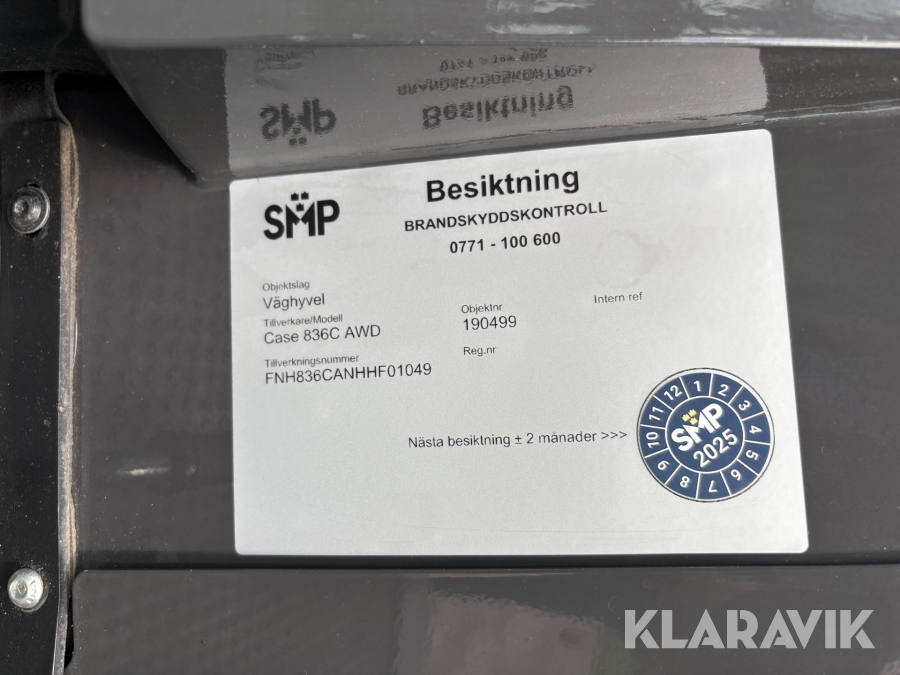 SMP
Besiktning
BRANDSKYDDSKONTROLL
0771 - 100 600
Objektslag
Väghyvel
Tillverkare/Modell
Case 836C AWD
Tillverkningsnummer
FNH836CANHHF01049
Objektnr
190499
Reg.nr
Intern ref
Nästa besiktning ± 2 månader >>>
1 2 3 4 5 6 7 8 9 10 11 12
SMP
2025
KLARAVIK